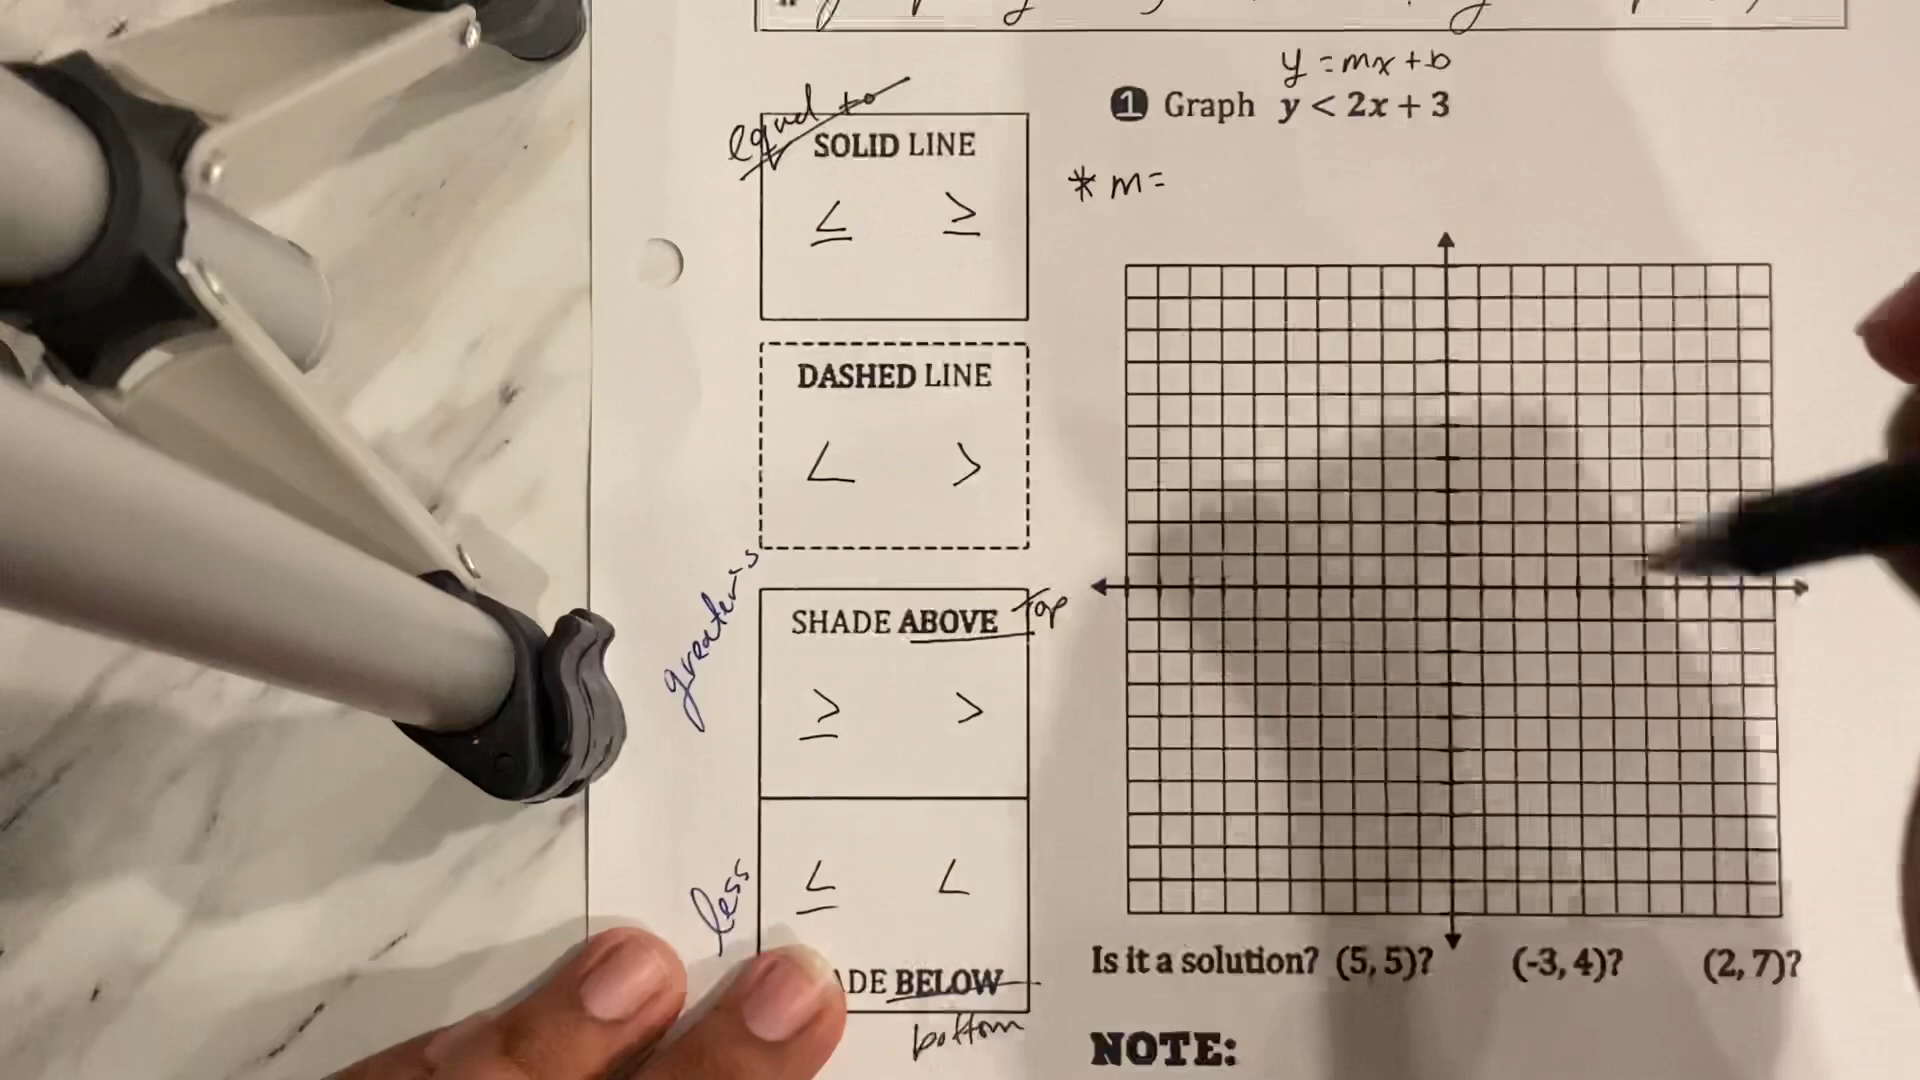 equal to
SOLID LINE
≤ ≥
DASHED LINE
< >
greater is
SHADE ABOVE top
≥ >
less
≤ <
BELOW
bottom
y = mx + b
1 Graph y < 2x + 3
* m =
Is it a solution? (5, 5)? (-3, 4)? (2, 7)?
NOTE: